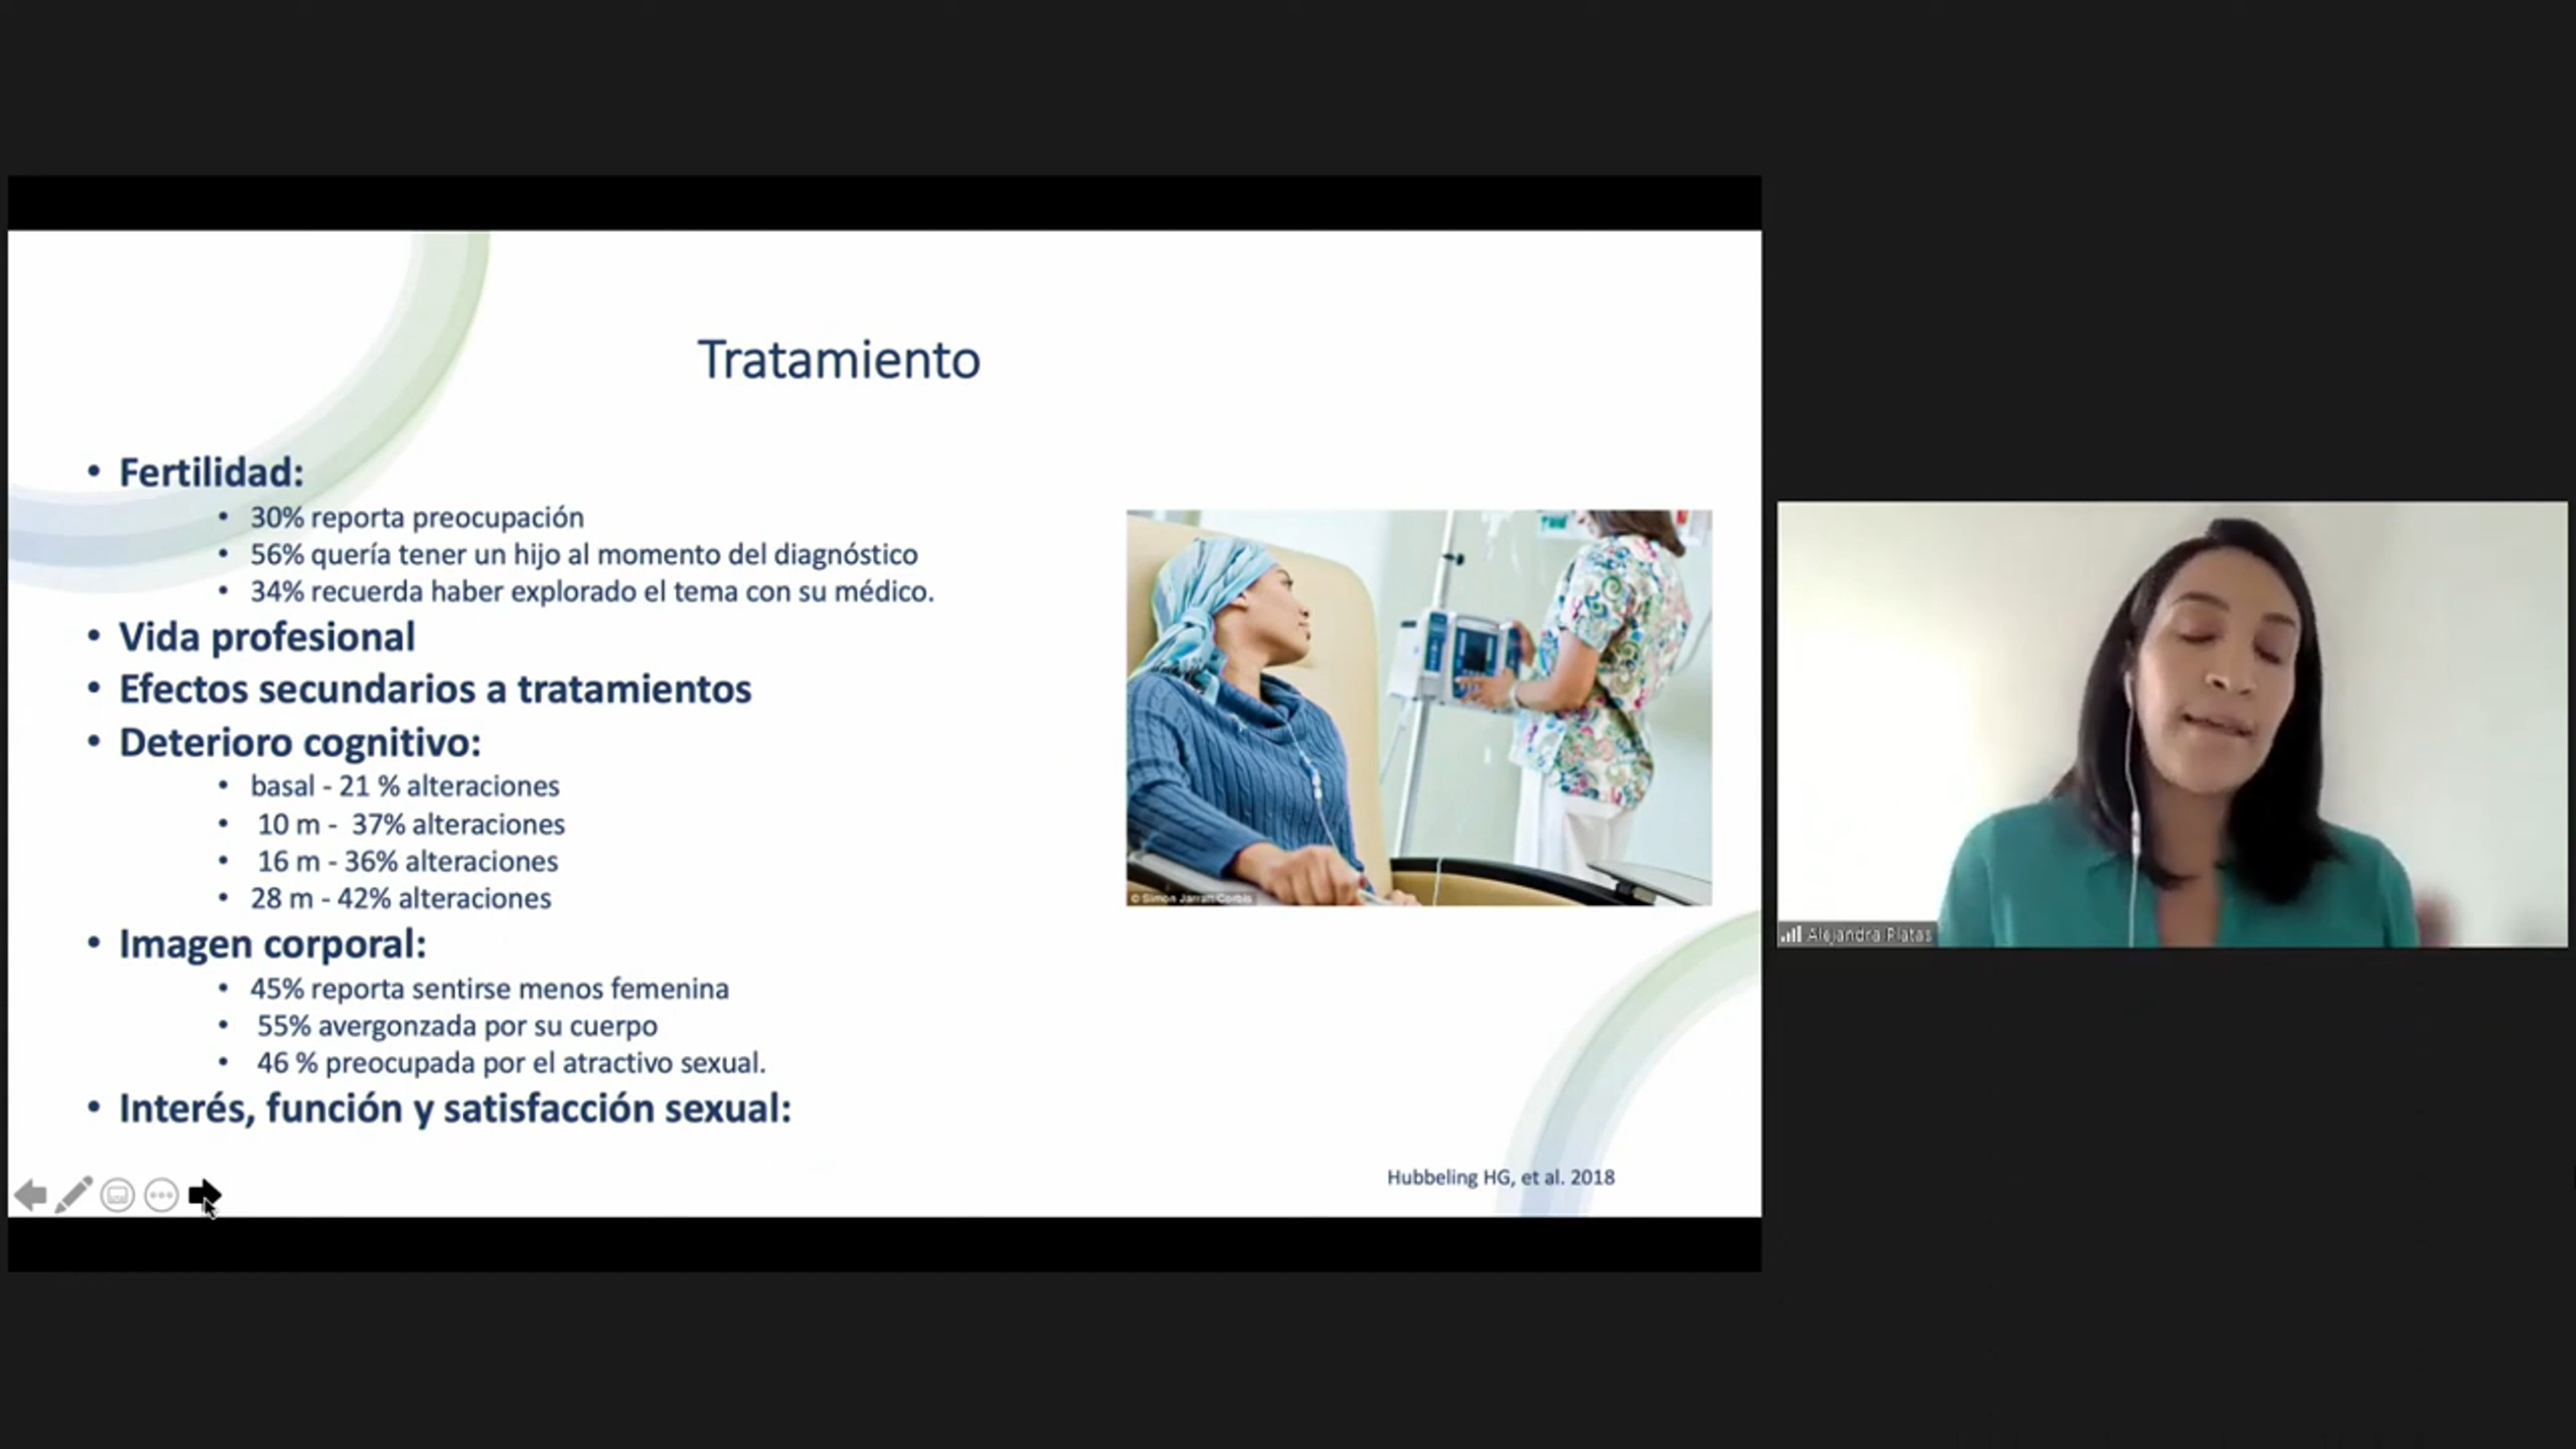 Tratamiento
• Fertilidad:
• 30% reporta preocupación
• 56% quería tener un hijo al momento del diagnóstico
• 34% recuerda haber explorado el tema con su médico.
• Vida profesional
• Efectos secundarios a tratamientos
• Deterioro cognitivo:
• basal - 21 % alteraciones
• 10 m - 37% alteraciones
• 16 m - 36% alteraciones
• 28 m - 42% alteraciones
• Imagen corporal:
• 45% reporta sentirse menos femenina
• 55% avergonzada por su cuerpo
• 46 % preocupada por el atractivo sexual.
• Interés, función y satisfacción sexual:
© Simon Jarratt/Corbis
Hubbeling HG, et al. 2018
Alejandra Platas